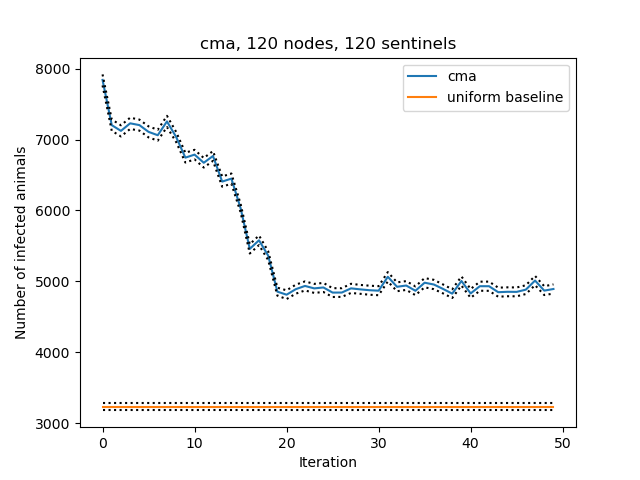 cma, 120 nodes, 120 sentinels
cma
uniform baseline
8000
7000
6000
5000
4000
3000
Number of infected animals
0 10 20 30 40 50
Iteration